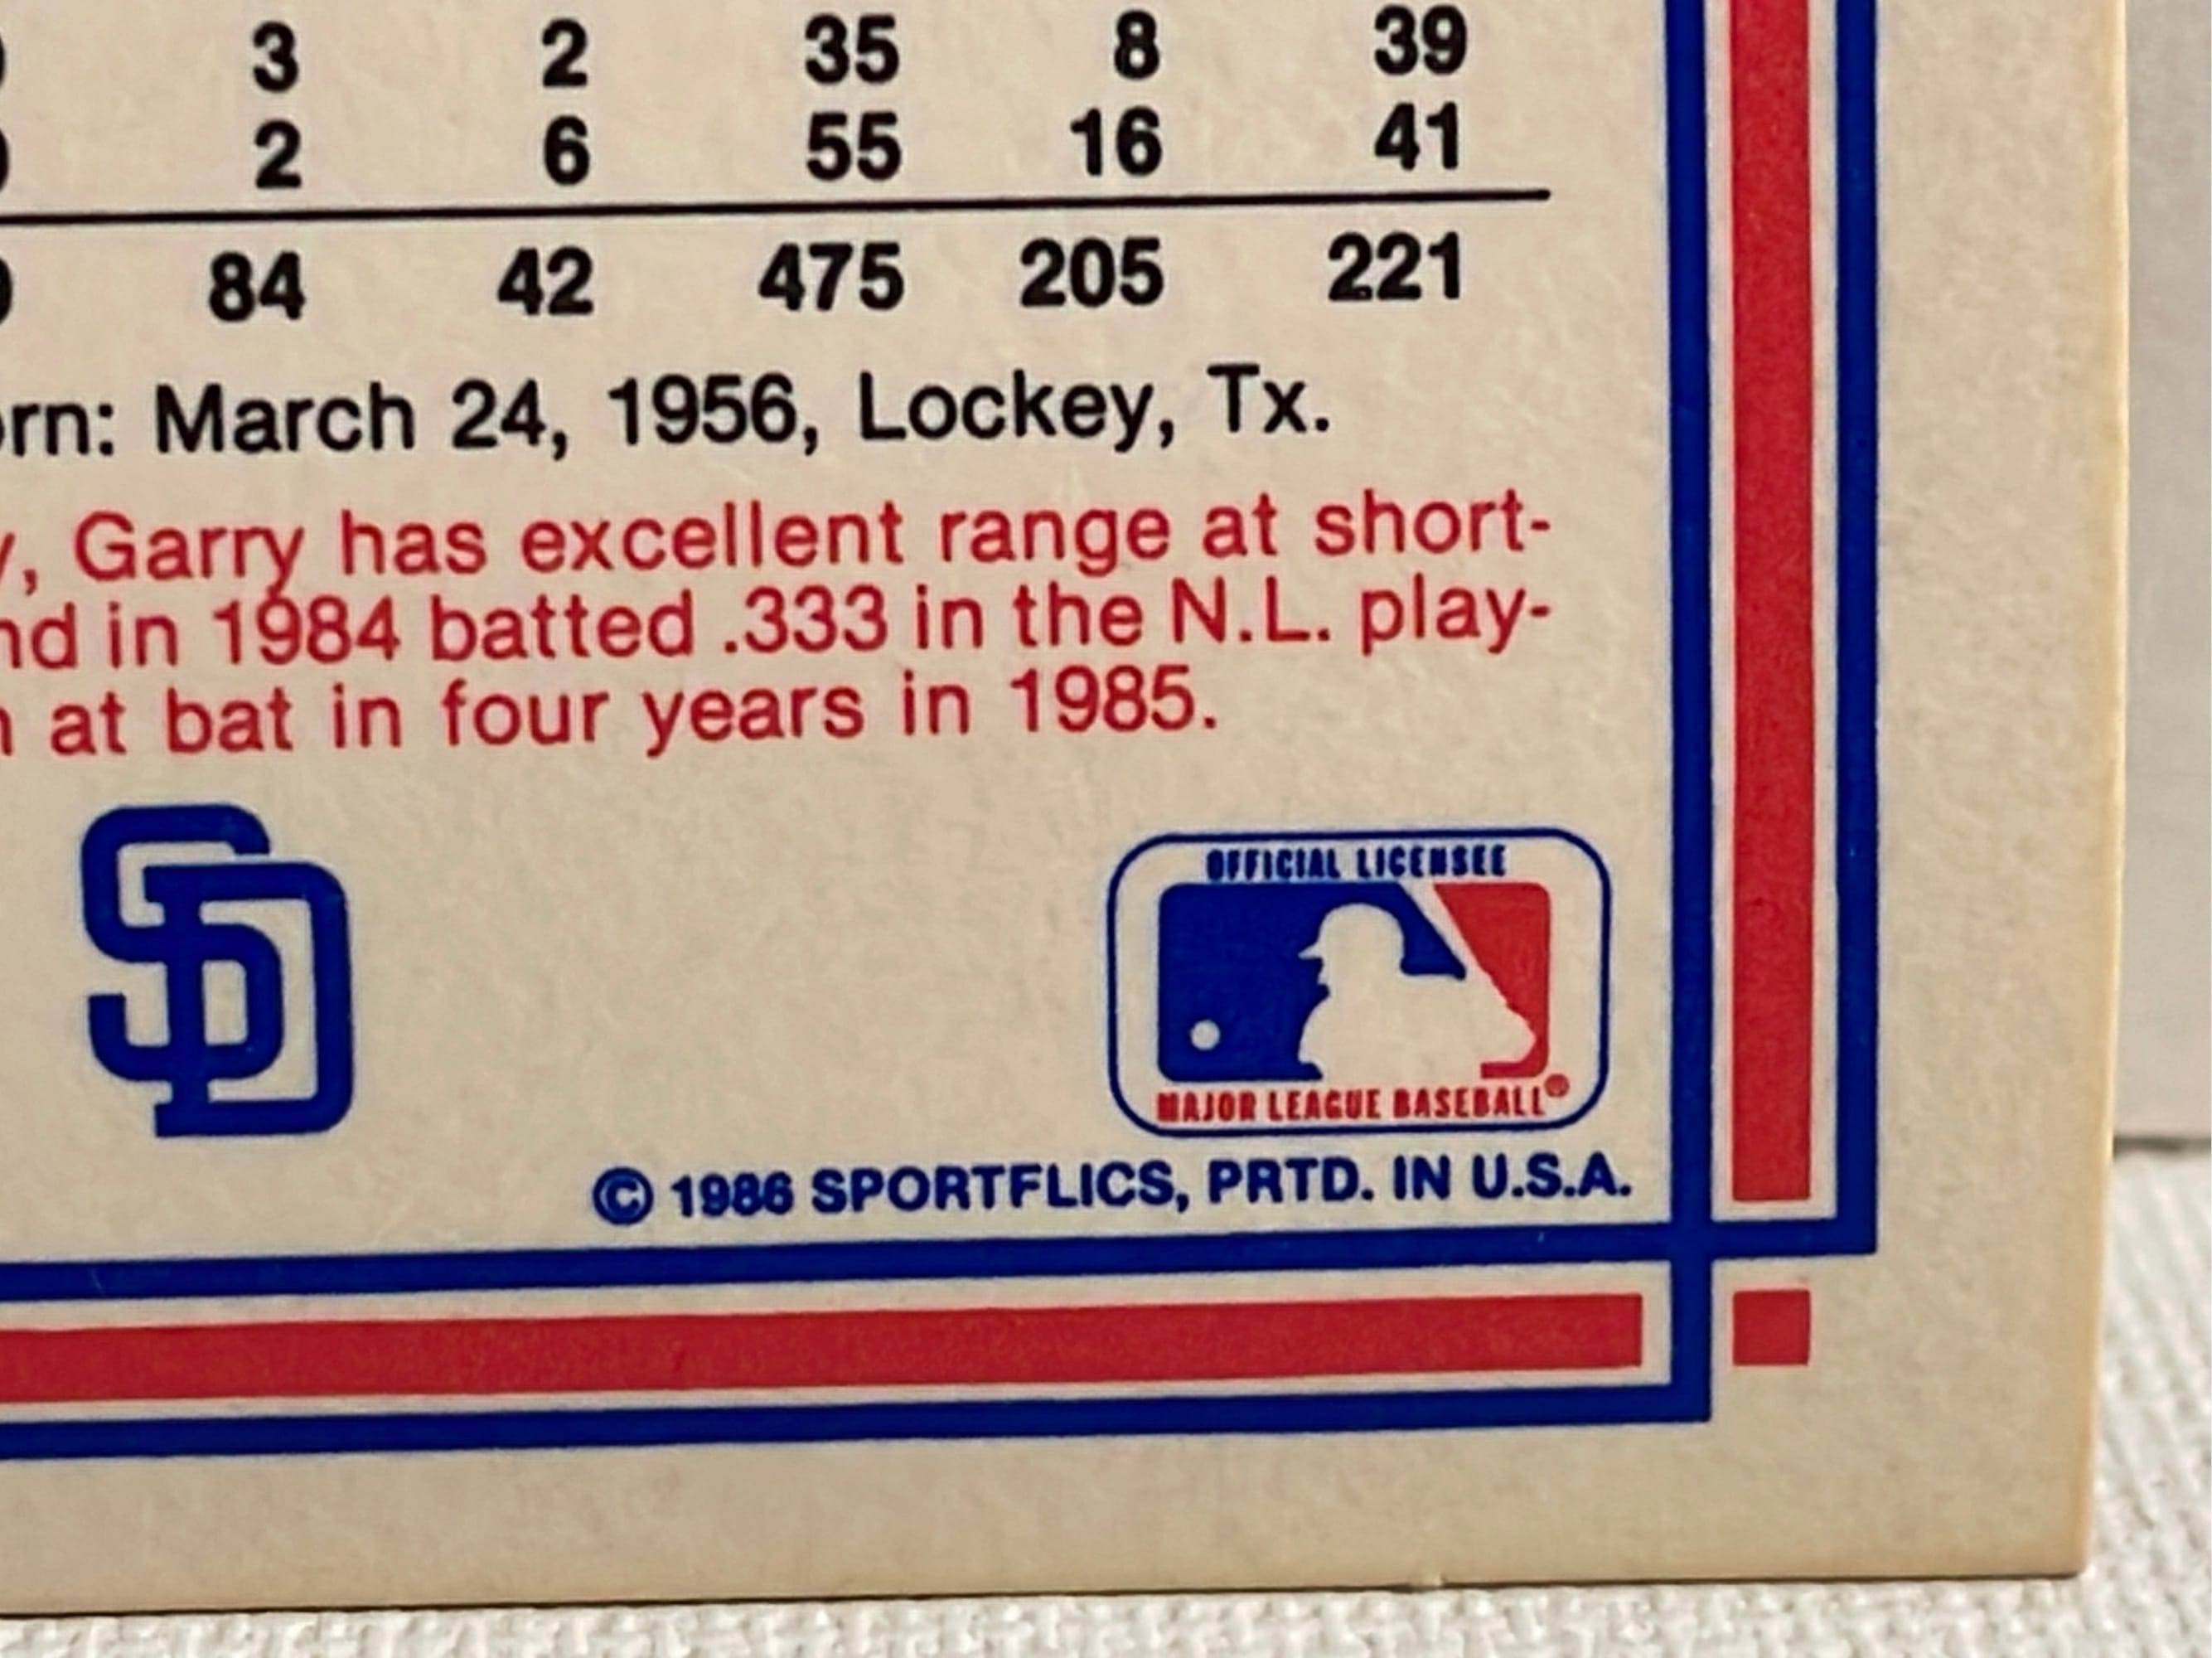 3 2 35 8 39
2 6 55 16 41
84 42 475 205 221
orn: March 24, 1956, Lockey, Tx.
, Garry has excellent range at short-
nd in 1984 batted .333 in the N.L. play-
at bat in four years in 1985.
SD
OFFICIAL LICENSEE
MAJOR LEAGUE BASEBALL®
© 1986 SPORTFLICS, PRTD. IN U.S.A.